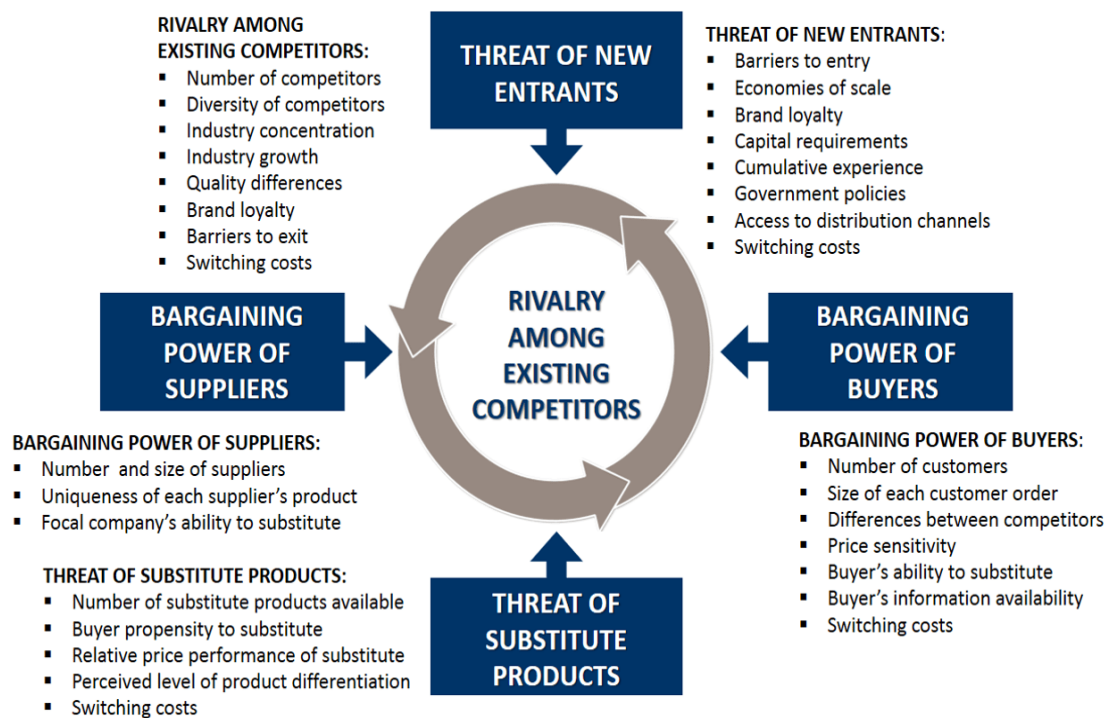 RIVALRY AMONG
EXISTING COMPETITORS:
▪ Number of competitors
▪ Diversity of competitors
▪ Industry concentration
▪ Industry growth
▪ Quality differences
▪ Brand loyalty
▪ Barriers to exit
▪ Switching costs
THREAT OF NEW
ENTRANTS
THREAT OF NEW ENTRANTS:
▪ Barriers to entry
▪ Economies of scale
▪ Brand loyalty
▪ Capital requirements
▪ Cumulative experience
▪ Government policies
▪ Access to distribution channels
▪ Switching costs
BARGAINING
POWER OF
SUPPLIERS
RIVALRY
AMONG
EXISTING
COMPETITORS
BARGAINING
POWER OF
BUYERS
BARGAINING POWER OF SUPPLIERS:
▪ Number and size of suppliers
▪ Uniqueness of each supplier's product
▪ Focal company's ability to substitute
BARGAINING POWER OF BUYERS:
▪ Number of customers
▪ Size of each customer order
▪ Differences between competitors
▪ Price sensitivity
▪ Buyer's ability to substitute
▪ Buyer's information availability
▪ Switching costs
THREAT OF SUBSTITUTE PRODUCTS:
▪ Number of substitute products available
▪ Buyer propensity to substitute
▪ Relative price performance of substitute
▪ Perceived level of product differentiation
▪ Switching costs
THREAT OF
SUBSTITUTE
PRODUCTS